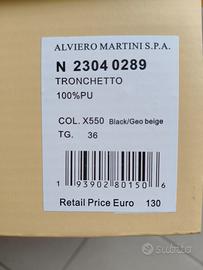 ALVIERO MARTINI S.P.A.
N 2304 0289
TRONCHETTO
100%PU
COL. X550 Black/Geo beige
TG. 36
1 93902 80150 6
Retail Price Euro 130
subito